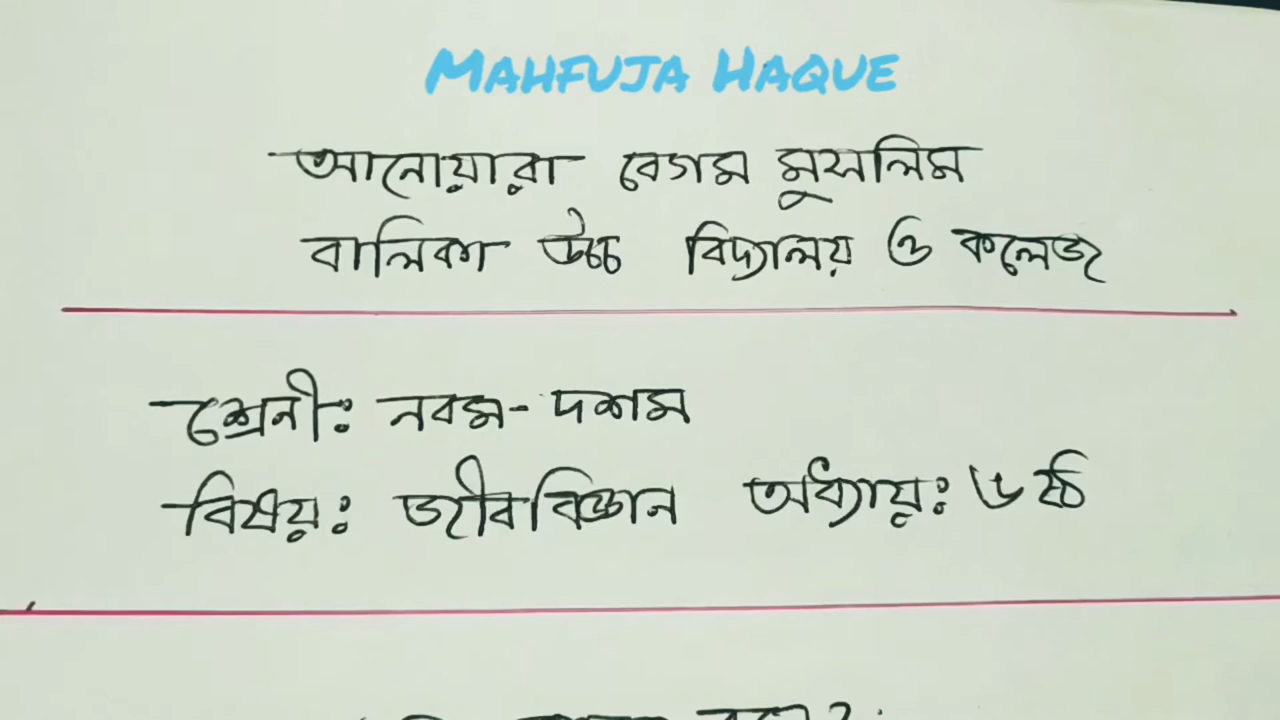 MAHFUJA HAQUE
আনোয়ারা বেগম মুসলিম
বালিকা উচ্চ বিদ্যালয় ও কলেজ
শ্রেনীঃ নবম - দশম
বিষয়ঃ জীববিজ্ঞান অধ্যায়ঃ ৬ষ্ঠ